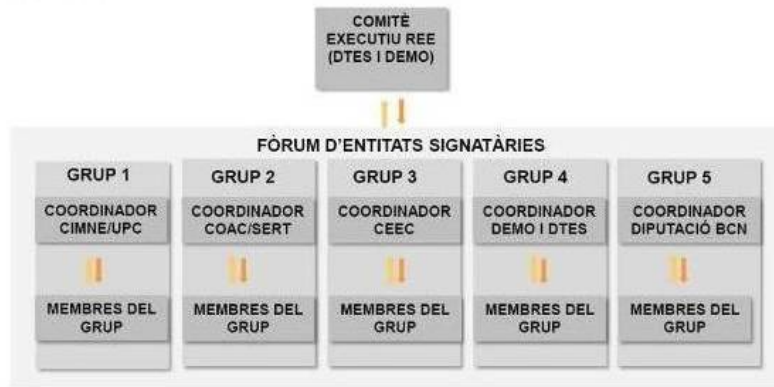 COMITÈ
EXECUTIU REE
(DTES I DEMO)
FÒRUM D'ENTITATS SIGNATÀRIES
GRUP 1
COORDINADOR
CIMNE/UPC
MEMBRES DEL
GRUP
GRUP 2
COORDINADOR
COAC/SERT
MEMBRES DEL
GRUP
GRUP 3
COORDINADOR
CEEC
MEMBRES DEL
GRUP
GRUP 4
COORDINADOR
DEMO I DTES
MEMBRES DEL
GRUP
GRUP 5
COORDINADOR
DIPUTACIÓ BCN
MEMBRES DEL
GRUP